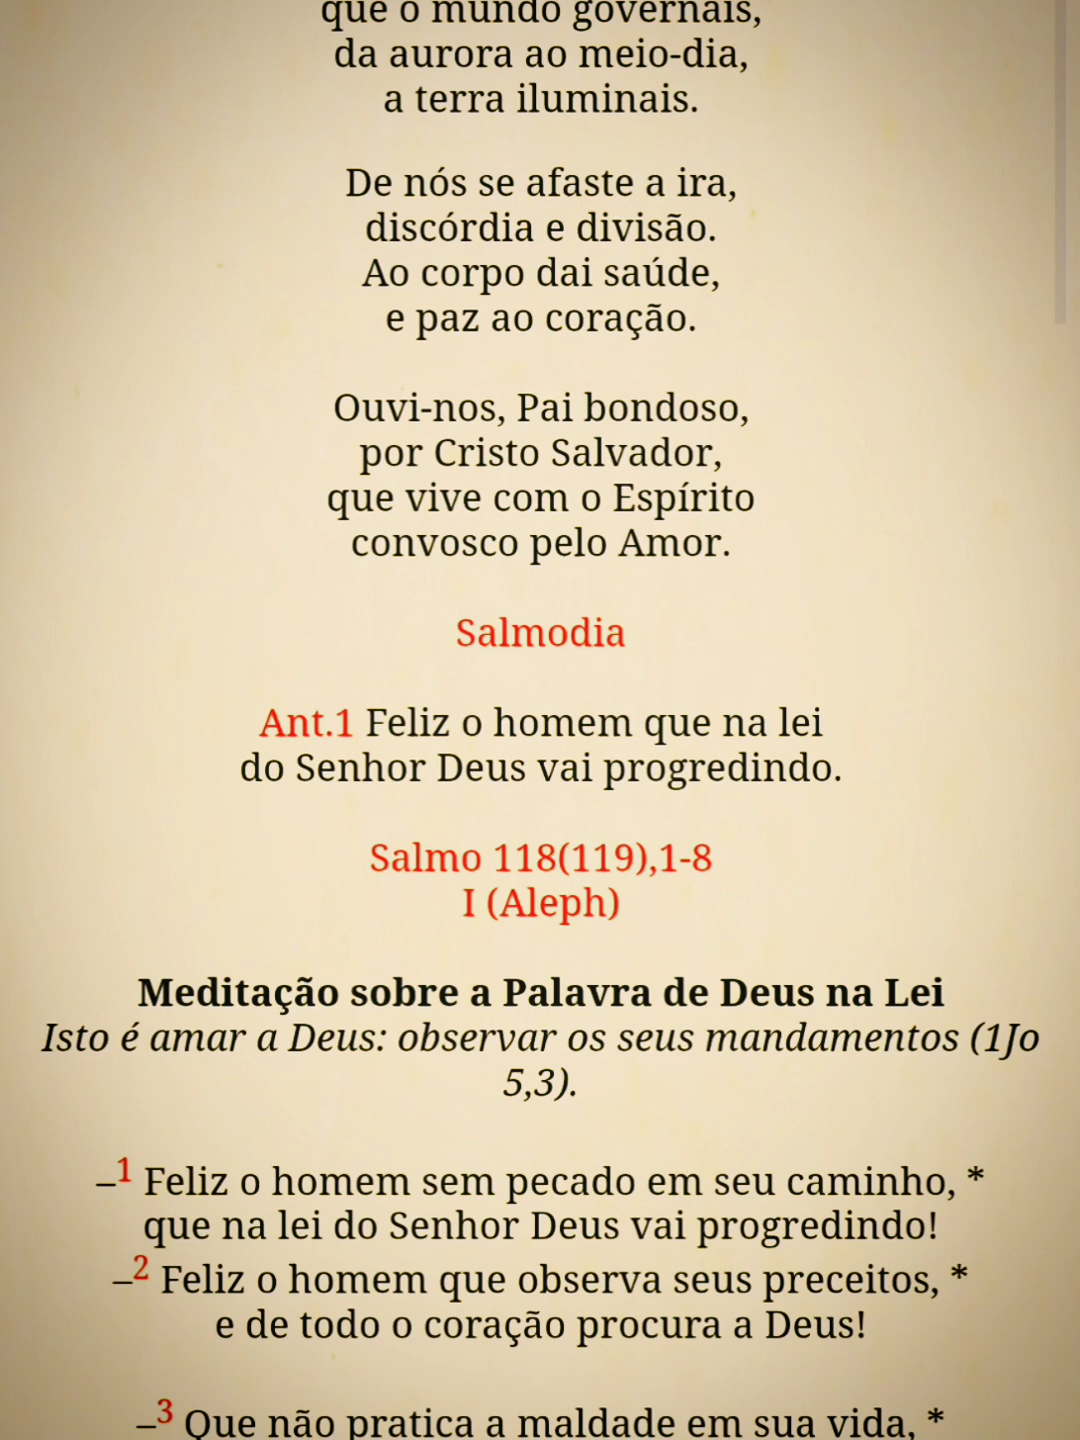 que o mundo governais,
da aurora ao meio-dia,
a terra iluminais.
De nós se afaste a ira,
discórdia e divisão.
Ao corpo dai saúde,
e paz ao coração.
Ouvi-nos, Pai bondoso,
por Cristo Salvador,
que vive com o Espírito
convosco pelo Amor.
Salmodia
Ant.1 Feliz o homem que na lei
do Senhor Deus vai progredindo.
Salmo 118(119),1-8
I (Aleph)
Meditação sobre a Palavra de Deus na Lei
Isto é amar a Deus: observar os seus mandamentos (1Jo
5,3).
–1 Feliz o homem sem pecado em seu caminho, *
que na lei do Senhor Deus vai progredindo!
–2 Feliz o homem que observa seus preceitos, *
e de todo o coração procura a Deus!
–3 Que não pratica a maldade em sua vida, *